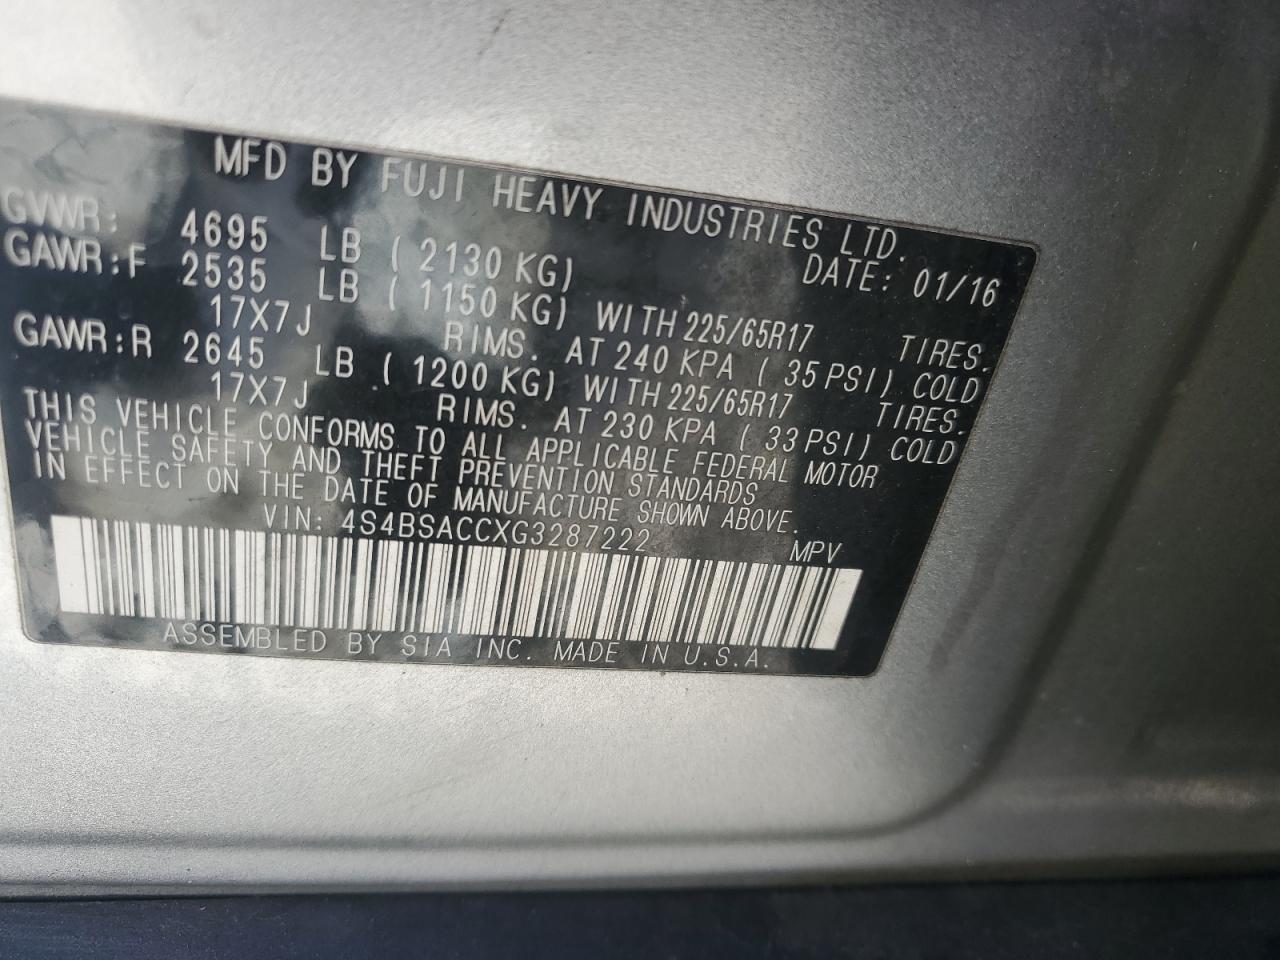 MFD BY FUJI HEAVY INDUSTRIES LTD.
DATE: 01/16
GVWR: 4695 LB ( 2130 KG)
GAWR:F 2535 LB ( 1150 KG) WITH 225/65R17 TIRES.
17X7J RIMS. AT 240 KPA ( 35 PSI) COLD
GAWR:R 2645 LB ( 1200 KG) WITH 225/65R17 TIRES.
17X7J RIMS. AT 230 KPA ( 33 PSI) COLD
THIS VEHICLE CONFORMS TO ALL APPLICABLE FEDERAL MOTOR
VEHICLE SAFETY AND THEFT PREVENTION STANDARDS
IN EFFECT ON THE DATE OF MANUFACTURE SHOWN ABOVE.
VIN: 4S4BSACCXG3287222 MPV
ASSEMBLED BY SIA INC. MADE IN U.S.A.